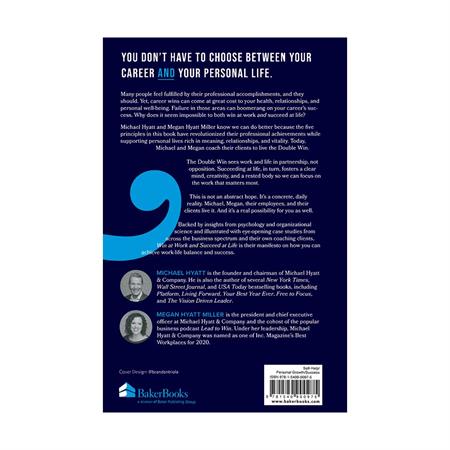 YOU DON'T HAVE TO CHOOSE BETWEEN YOUR
CAREER AND YOUR PERSONAL LIFE.
Many people feel fulfilled by their professional accomplishments, and they
should. Yet, career wins can come at great cost to your health, relationships, and
personal well-being. Failure in those areas can boomerang on your career's suc-
cess. Why does it seem impossible to both win at work and succeed at life?
Michael Hyatt and Megan Hyatt Miller know we can do better because the five
principles in this book have revolutionized their professional achievements while
supporting personal lives rich in meaning, relationships, and vitality. Today,
Michael and Megan coach their clients to live the Double Win.
The Double Win sees work and life in partnership, not
opposition. Succeeding at life, in turn, fosters a clear
mind, creativity, and a rested body so we can focus on
the work that matters most.
This is not an abstract hope. It's a concrete, daily
reality. Michael, Megan, their employees, and their
clients live it. And it's a real possibility for you as well.
Backed by insights from psychology and organizational
science and illustrated with eye-opening case studies from
across the business spectrum and their own coaching clients,
Win at Work and Succeed at Life is their manifesto on how you can
achieve work life balance and success.
MICHAEL HYATT is the founder and chairman of Michael Hyatt
& Company. He is also the author of several New York Times,
Wall Street Journal, and USA Today bestselling books, including
Platform, Living Forward, Your Best Year Ever, Free to Focus,
and The Vision Driven Leader.
MEGAN HYATT MILLER is the president and chief executive
officer at Michael Hyatt & Company and the cohost of the popular
business podcast Lead to Win. Under her leadership, Michael
Hyatt & Company was named as one of Inc. Magazine's Best
Workplaces for 2020.
Cover Design: @brandentriola
BakerBooks
a division of Baker Publishing Group
Self-Help/
Personal Growth/Success
ISBN 978-1-5409-0097-5
9 781540 900975
www.bakerbooks.com